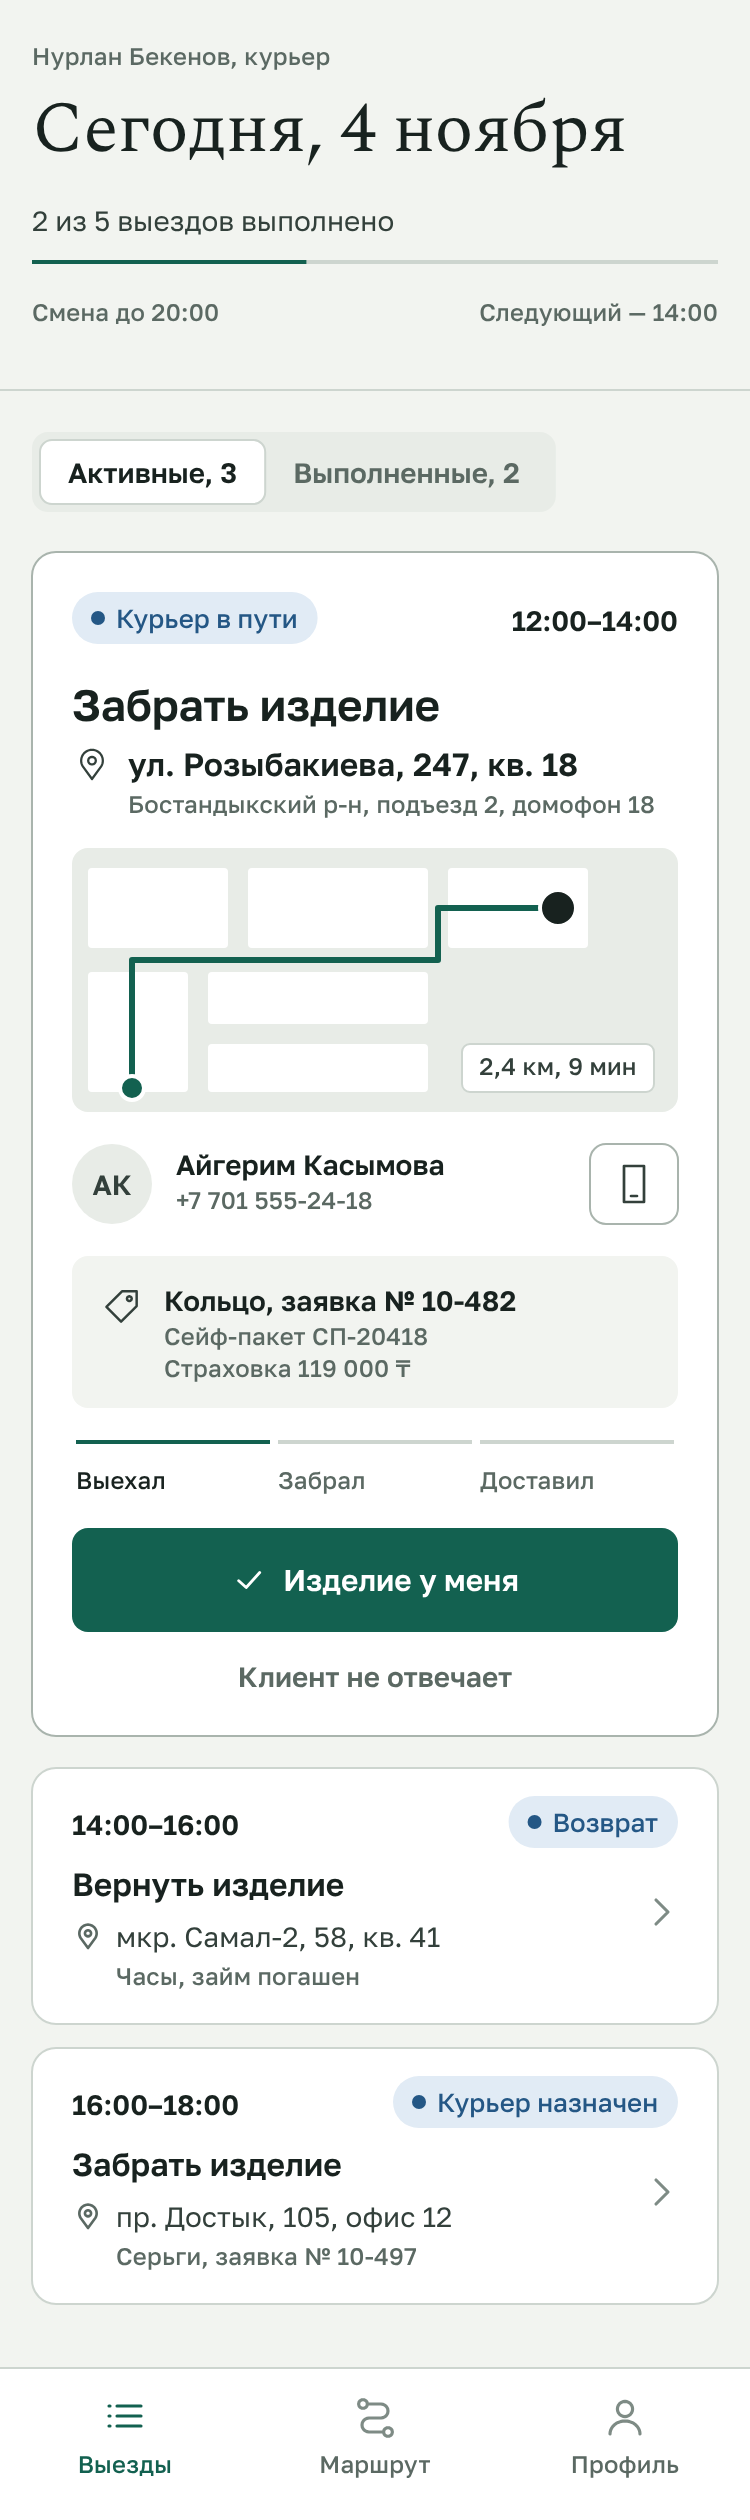 Нурлан Бекенов, курьер
Сегодня, 4 ноября
2 из 5 выездов выполнено
Смена до 20:00
Следующий — 14:00
Активные, 3
Выполненные, 2
Курьер в пути
12:00–14:00
Забрать изделие
ул. Розыбакиева, 247, кв. 18
Бостандыкский р-н, подъезд 2, домофон 18
2,4 км, 9 мин
АК
Айгерим Касымова
+7 701 555-24-18
Кольцо, заявка № 10-482
Сейф-пакет СП-20418
Страховка 119 000 ₸
Выехал
Забрал
Доставил
Изделие у меня
Клиент не отвечает
14:00–16:00
Возврат
Вернуть изделие
мкр. Самал-2, 58, кв. 41
Часы, займ погашен
16:00–18:00
Курьер назначен
Забрать изделие
пр. Достык, 105, офис 12
Серьги, заявка № 10-497
Выезды
Маршрут
Профиль